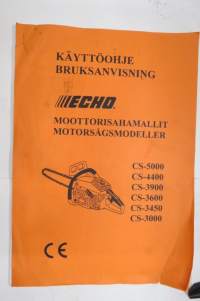 KÄYTTÖOHJE
BRUKSANVISNING
ECHO
MOOTTORISAHAMALLIT
MOTORSÅGSMODELLER
CS-5000
CS-4400
CS-3900
CS-3600
CS-3450
CS-3000
CE